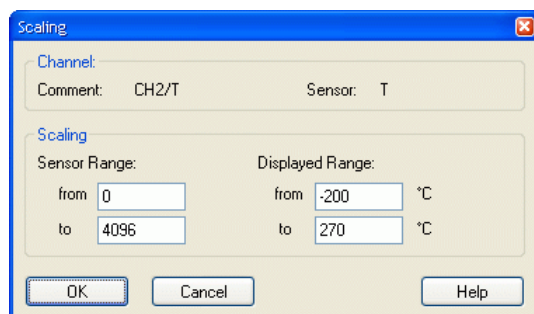 Scaling
Channel:
Comment: CH2/T Sensor: T
Scaling
Sensor Range: Displayed Range:
from 0 from -200 °C
to 4096 to 270 °C
OK Cancel Help